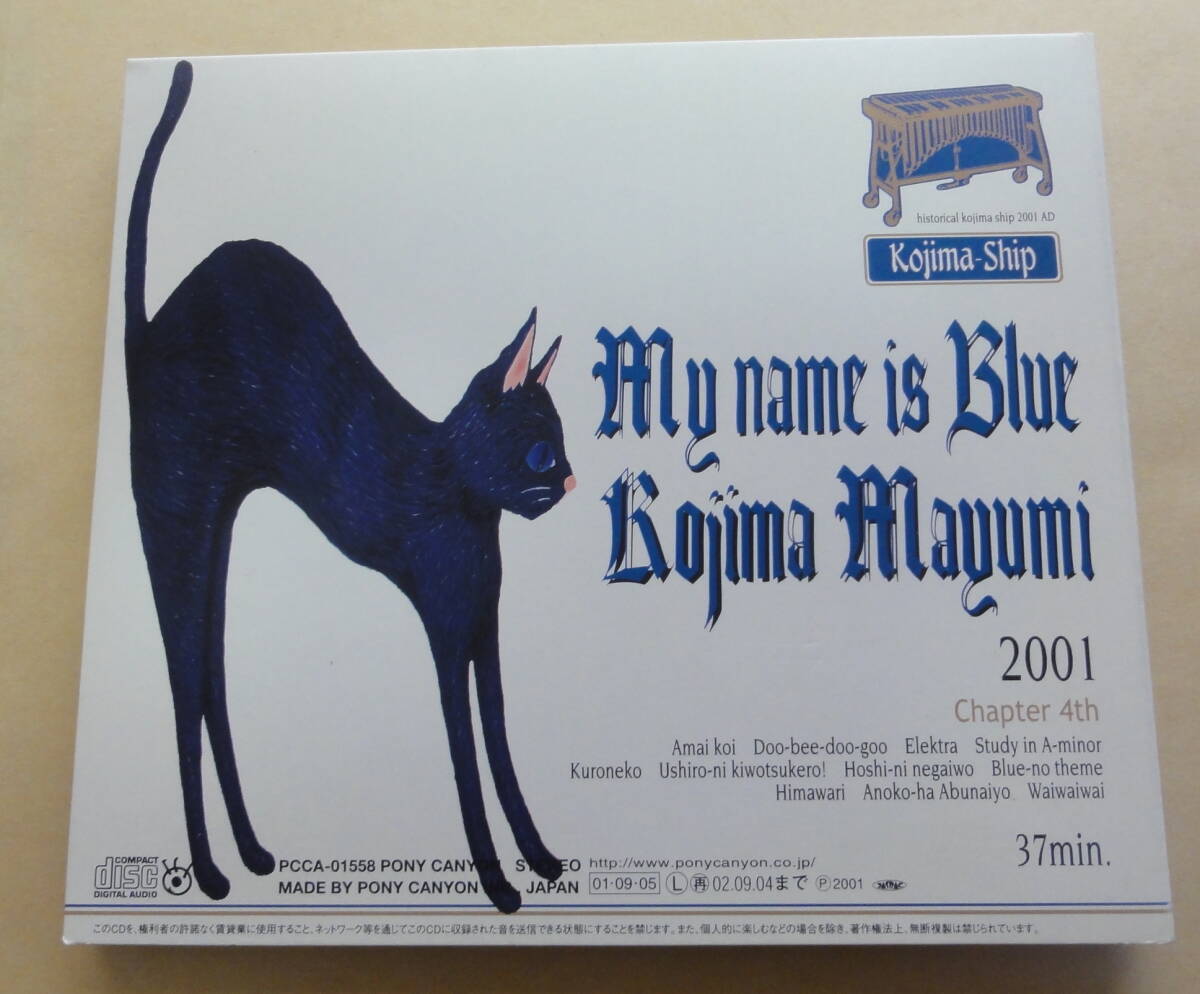 historical kojima ship 2001 AD
Kojima-Ship
My name is Blue
Kojima Mayumi
2001
Chapter 4th
Amai koi Doo-bee-doo-goo Elektra Study in A-minor
Kuroneko Ushiro-ni kiwotsukero! Hoshi-ni negaiwo Blue-no theme
Himawari Anoko-ha Abunaiyo Waiwaiwai
37min.
COMPACT
disc
DIGITAL AUDIO
PCCA-01558 PONY CANYON STEREO http://www.ponycanyon.co.jp/
MADE BY PONY CANYON JAPAN 01·09·05 Ⓛ ㊥再 02.09.04まで Ⓟ2001
このCDを、権利者の許諾なく賃貸業に使用すること、ネットワーク等を通じてこのCDに収録された音を送信できる状態にすることを禁じます。また、個人的に楽しむなどの場合を除き、著作権法上、無断複製は禁じられています。